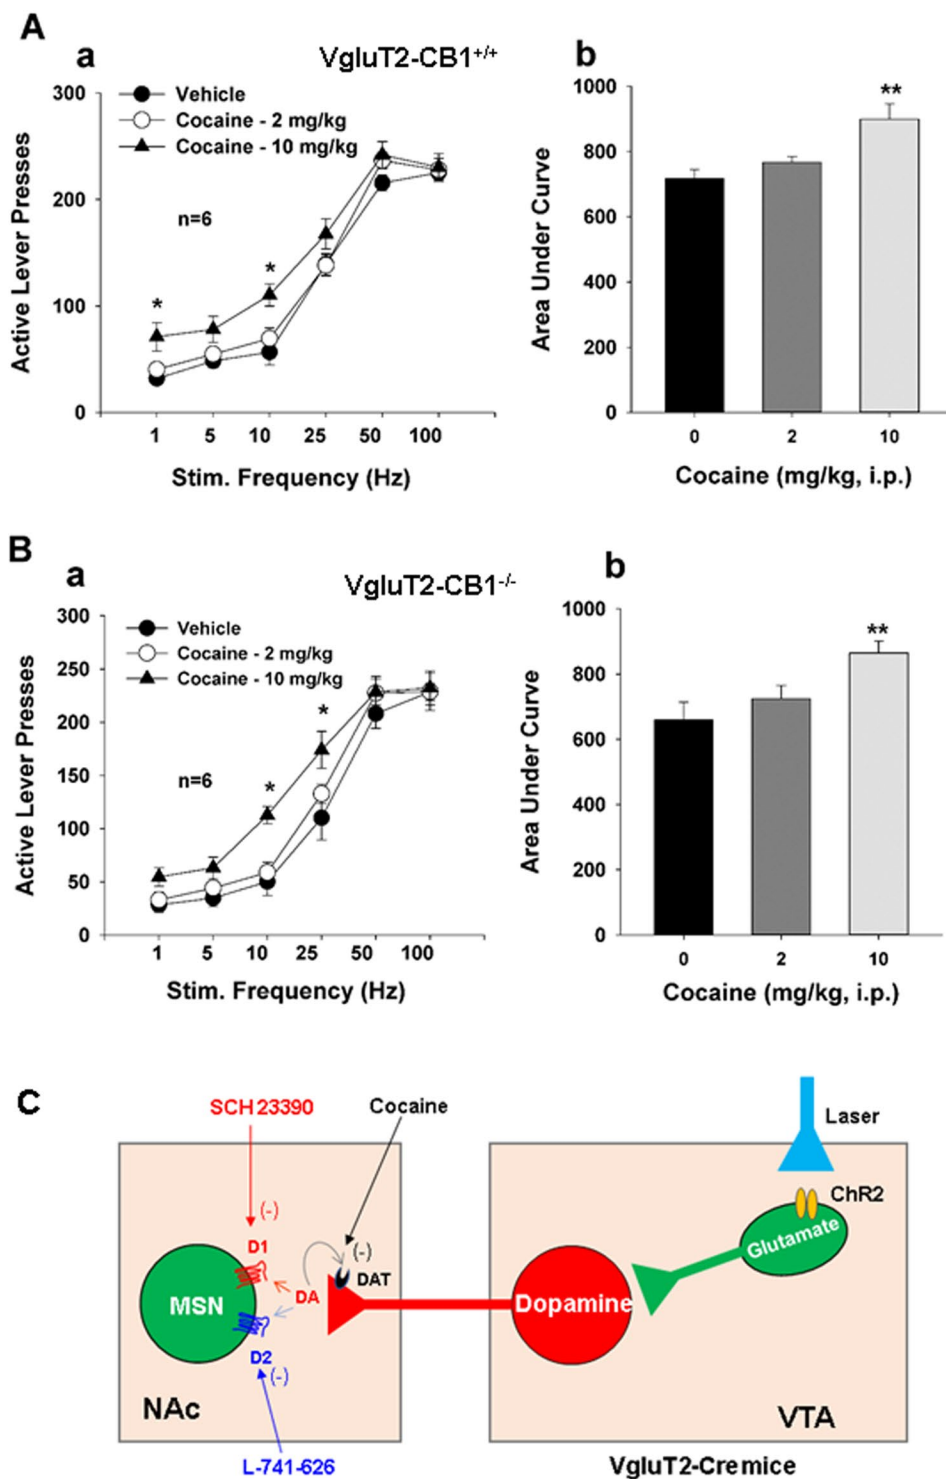 A
a
VgluT2-CB1+/+
b
Vehicle
Cocaine - 2 mg/kg
Cocaine - 10 mg/kg
n=6
*
*
300
200
100
0
Active Lever Presses
1 5 10 25 50 100
Stim. Frequency (Hz)
**
1000
800
600
400
200
0
Area Under Curve
0 2 10
Cocaine (mg/kg, i.p.)
B
a
VgluT2-CB1-/-
b
Vehicle
Cocaine - 2 mg/kg
Cocaine - 10 mg/kg
n=6
*
*
300
250
200
150
100
50
0
Active Lever Presses
1 5 10 25 50 100
Stim. Frequency (Hz)
**
1000
800
600
400
200
0
Area Under Curve
0 2 10
Cocaine (mg/kg, i.p.)
C
SCH 23390
Cocaine
Laser
ChR2
Glutamate
(-)
(-)
D1
DAT
DA
MSN
Dopamine
D2
(-)
NAc
VTA
L-741-626
VgluT2-Cremice